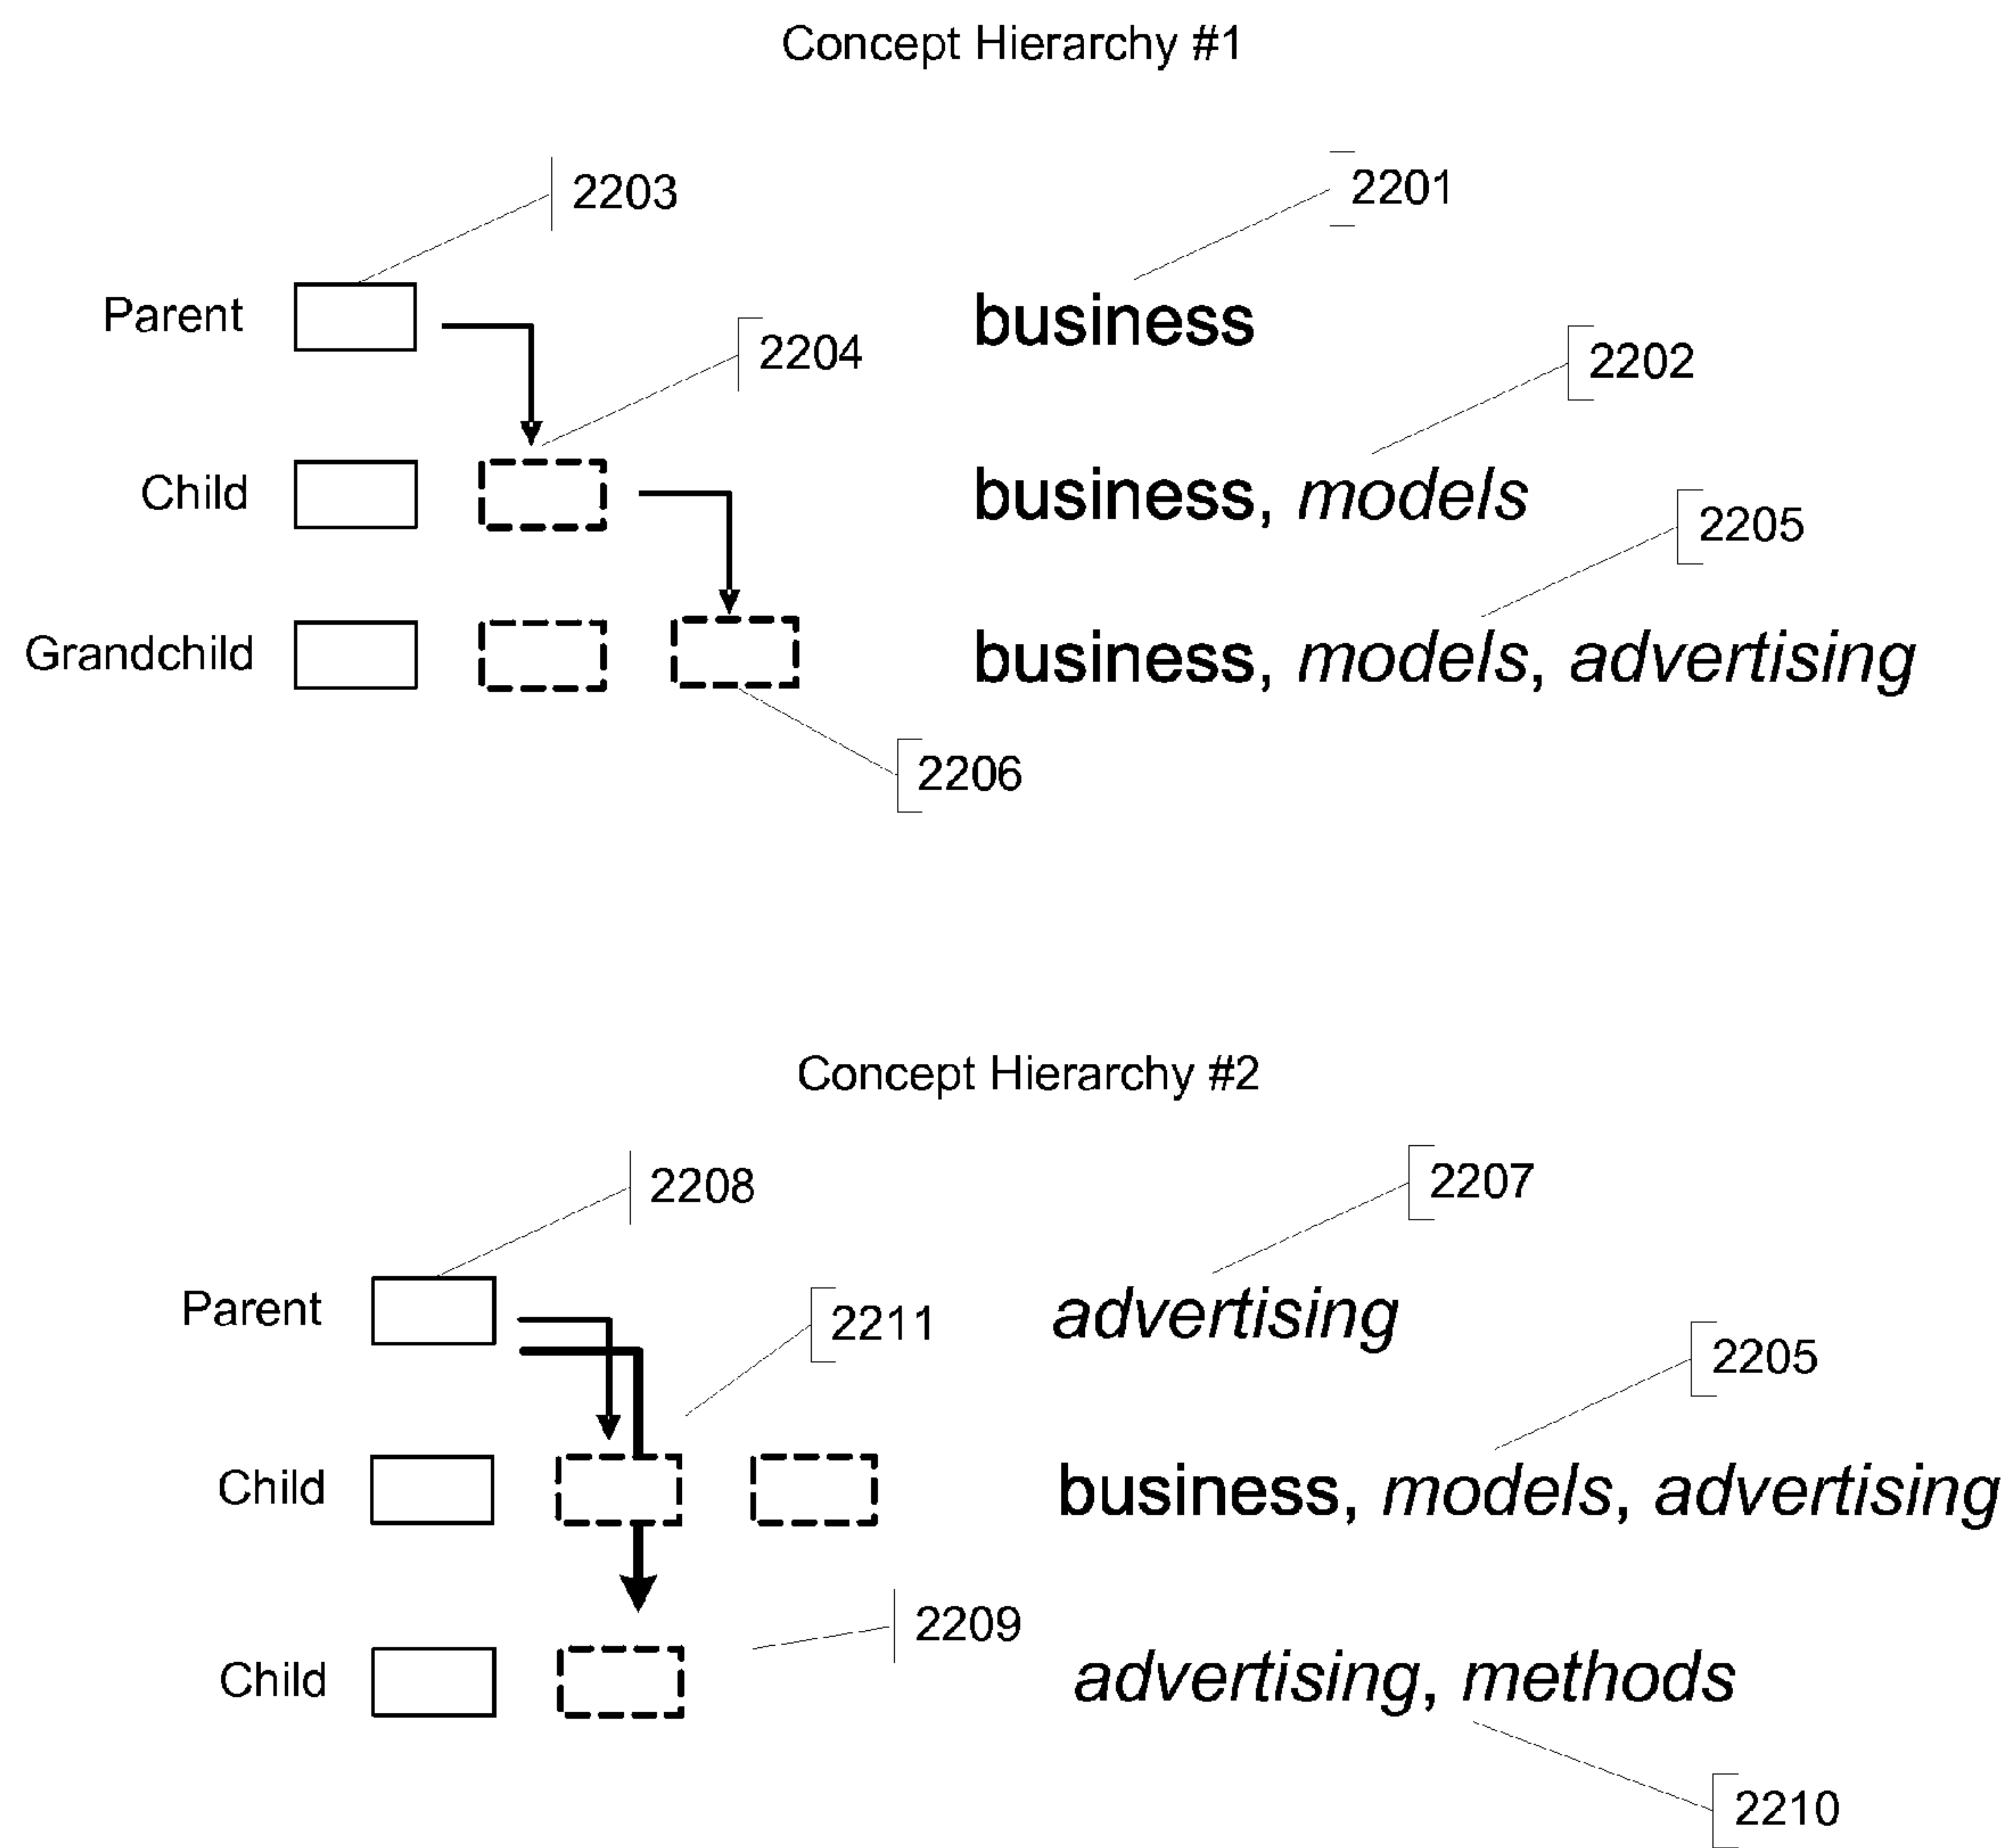 Concept Hierarchy #1
2203
2201
Parent
business
2204
2202
Child
business, models
2205
Grandchild
business, models, advertising
2206
Concept Hierarchy #2
2208
2207
Parent
advertising
2211
2205
Child
business, models, advertising
2209
Child
advertising, methods
2210